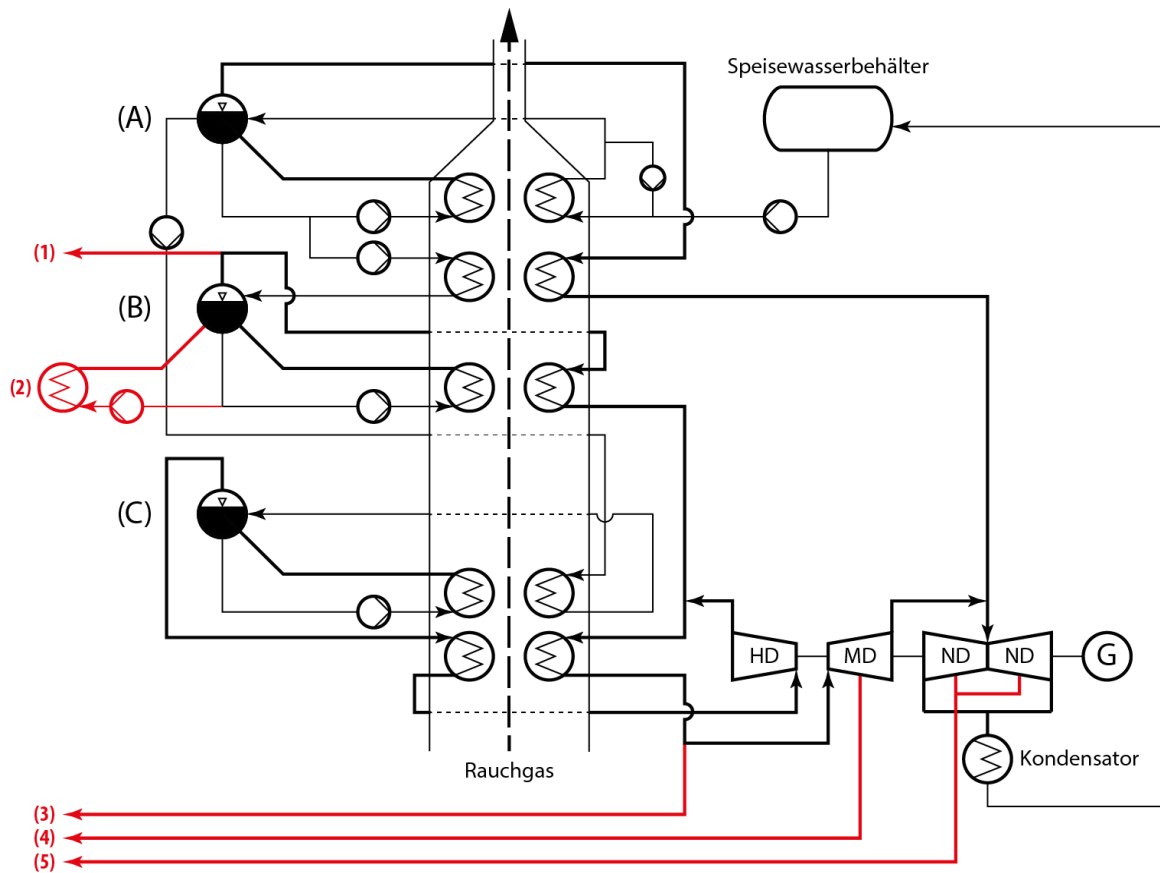 Speisewasserbehälter
(A)
(1)
(B)
(2)
(C)
HD
MD
ND
ND
G
Kondensator
Rauchgas
(3)
(4)
(5)